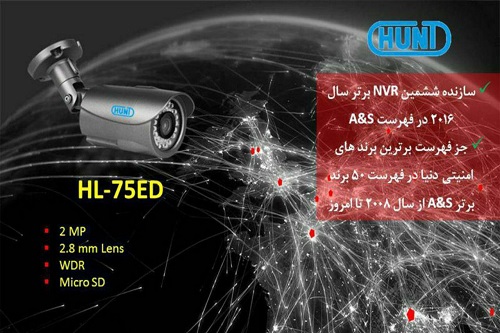 HUNT
HUNT
✓ سازنده ششمین NVR برتر سال
۲۰۱۶ در فهرست A&S
✓ جز فهرست برترین برند های
امنیتی دنیا در فهرست ۵۰ برند
برتر A&S از سال ۲۰۰۸ تا امروز
HL-75ED
• 2 MP
• 2.8 mm Lens
• WDR
• Micro SD